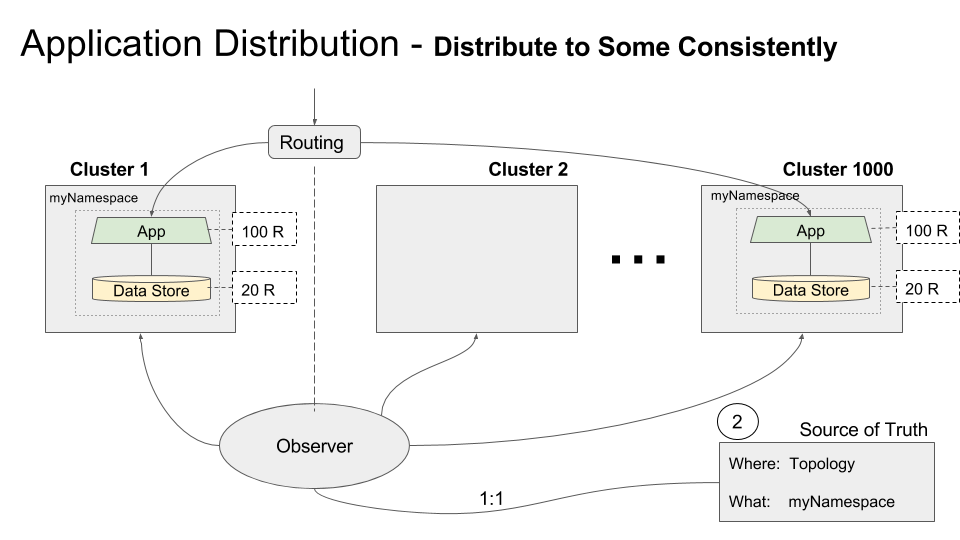 Application Distribution - Distribute to Some Consistently
Routing
Cluster 1
Cluster 2
Cluster 1000
myNamespace
App
100 R
Data Store
20 R
myNamespace
App
100 R
Data Store
20 R
Observer
1:1
2
Source of Truth
Where: Topology
What: myNamespace